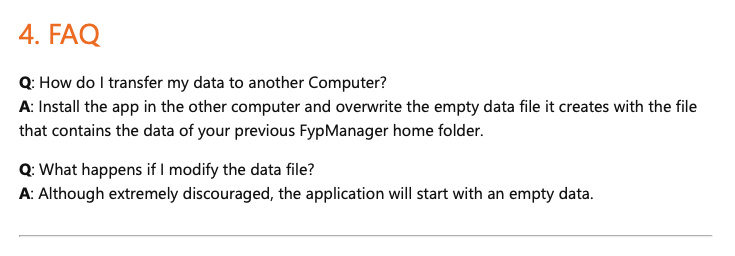 4. FAQ
Q: How do I transfer my data to another Computer?
A: Install the app in the other computer and overwrite the empty data file it creates with the file
that contains the data of your previous FypManager home folder.
Q: What happens if I modify the data file?
A: Although extremely discouraged, the application will start with an empty data.